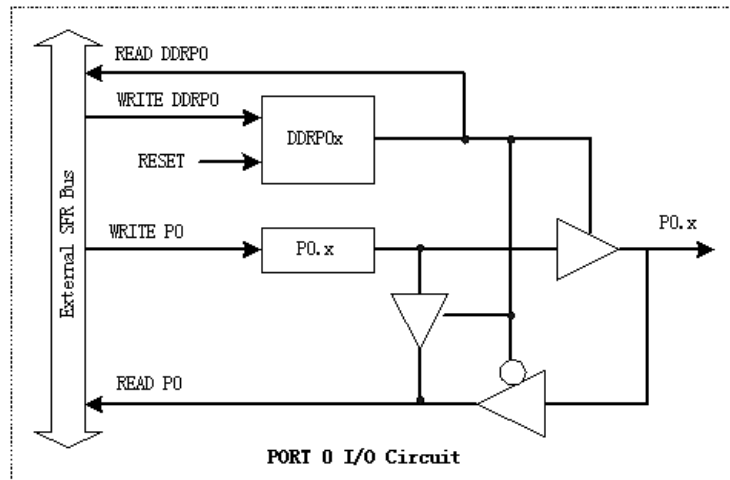 READ DDRP0
WRITE DDRP0
DDRP0x
RESET
External SFR Bus
WRITE P0
P0.x
P0.x
READ P0
PORT 0 I/O Circuit